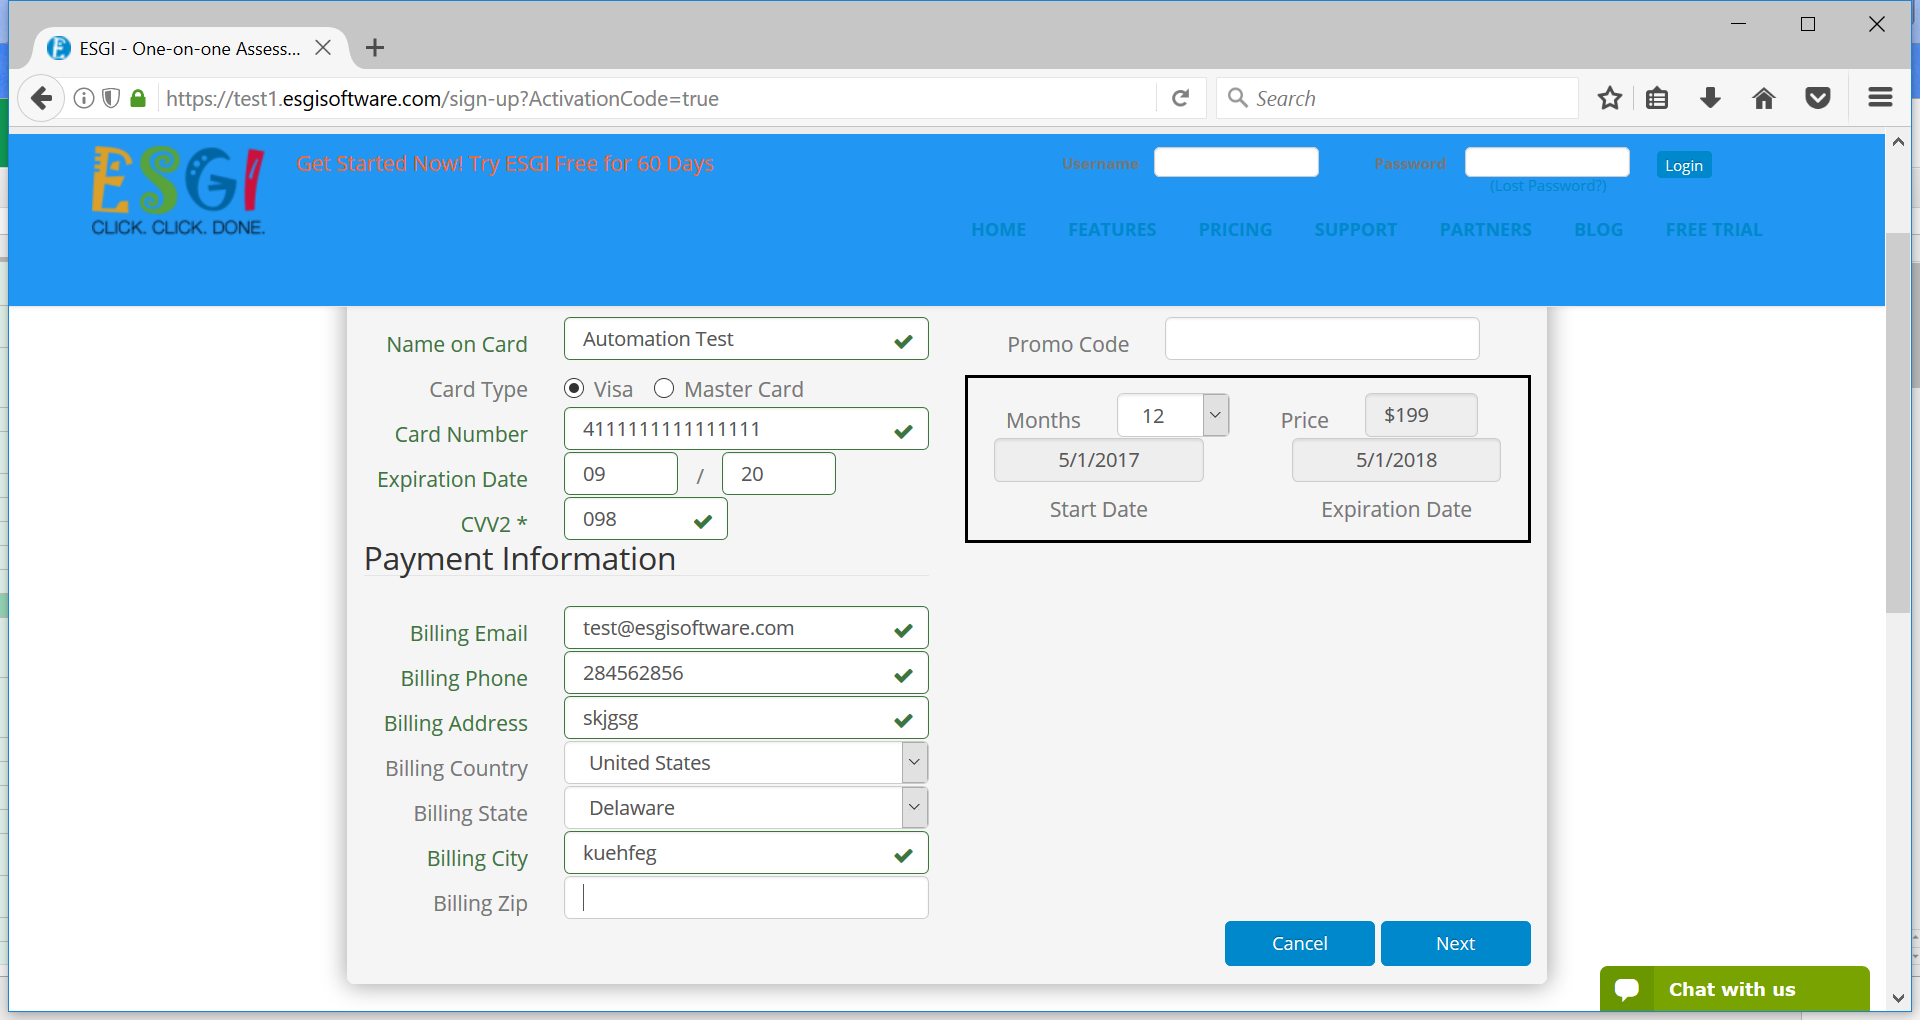 ESGI - One-on-one Assess...
https://test1.esgisoftware.com/sign-up?ActivationCode=true
Search
ESGI
CLICK. CLICK. DONE.
Get Started Now! Try ESGI Free for 60 Days
Username
Password
Login
(Lost Password?)
HOME FEATURES PRICING SUPPORT PARTNERS BLOG FREE TRIAL
Name on Card Automation Test
Promo Code
Card Type Visa Master Card
Months 12 Price $199
Card Number 4111111111111111
5/1/2017 5/1/2018
Expiration Date 09 / 20
Start Date Expiration Date
CVV2 * 098
Payment Information
Billing Email test@esgisoftware.com
Billing Phone 284562856
Billing Address skjgsg
Billing Country United States
Billing State Delaware
Billing City kuehfeg
Billing Zip
Cancel Next
Chat with us